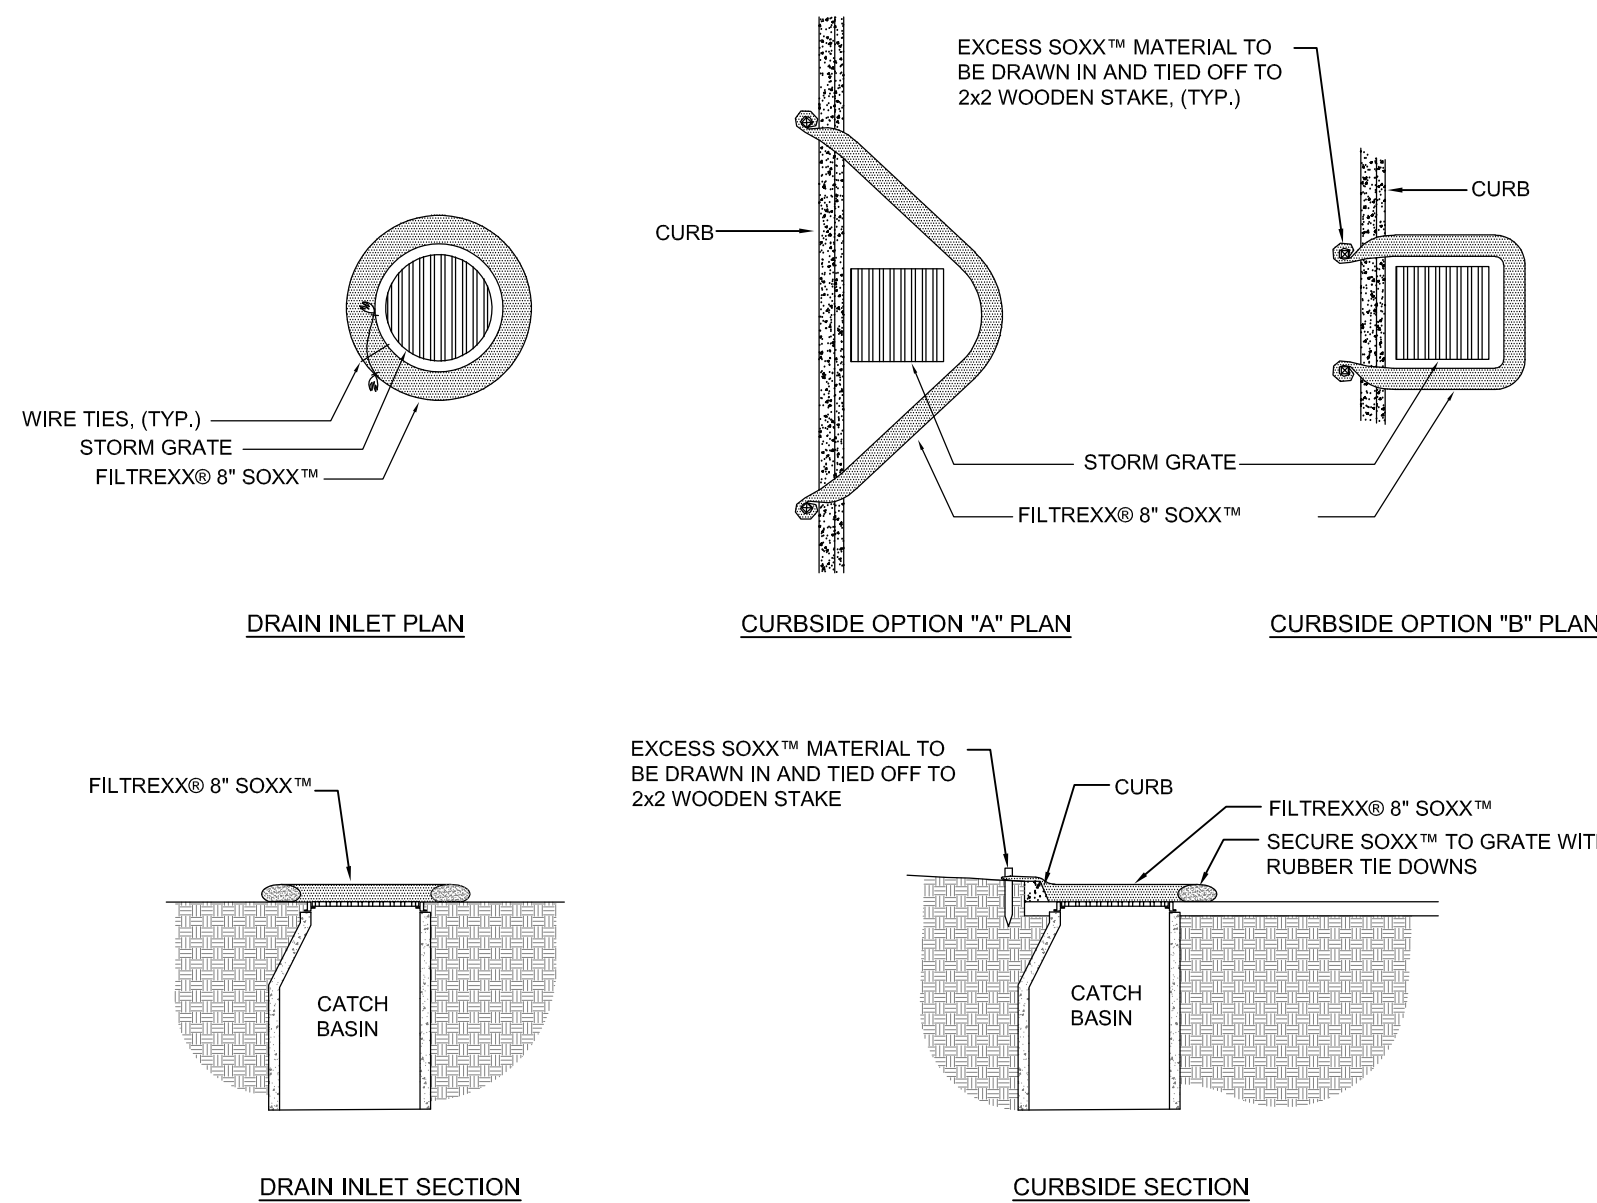 EXCESS SOXX™ MATERIAL TO
BE DRAWN IN AND TIED OFF TO
2x2 WOODEN STAKE, (TYP.)
CURB
CURB
WIRE TIES, (TYP.)
STORM GRATE
FILTREXX® 8" SOXX™
STORM GRATE
FILTREXX® 8" SOXX™
DRAIN INLET PLAN
CURBSIDE OPTION "A" PLAN
CURBSIDE OPTION "B" PLAN
FILTREXX® 8" SOXX™
EXCESS SOXX™ MATERIAL TO
BE DRAWN IN AND TIED OFF TO
2x2 WOODEN STAKE
CURB
FILTREXX® 8" SOXX™
SECURE SOXX™ TO GRATE WITH
RUBBER TIE DOWNS
CATCH
BASIN
CATCH
BASIN
DRAIN INLET SECTION
CURBSIDE SECTION